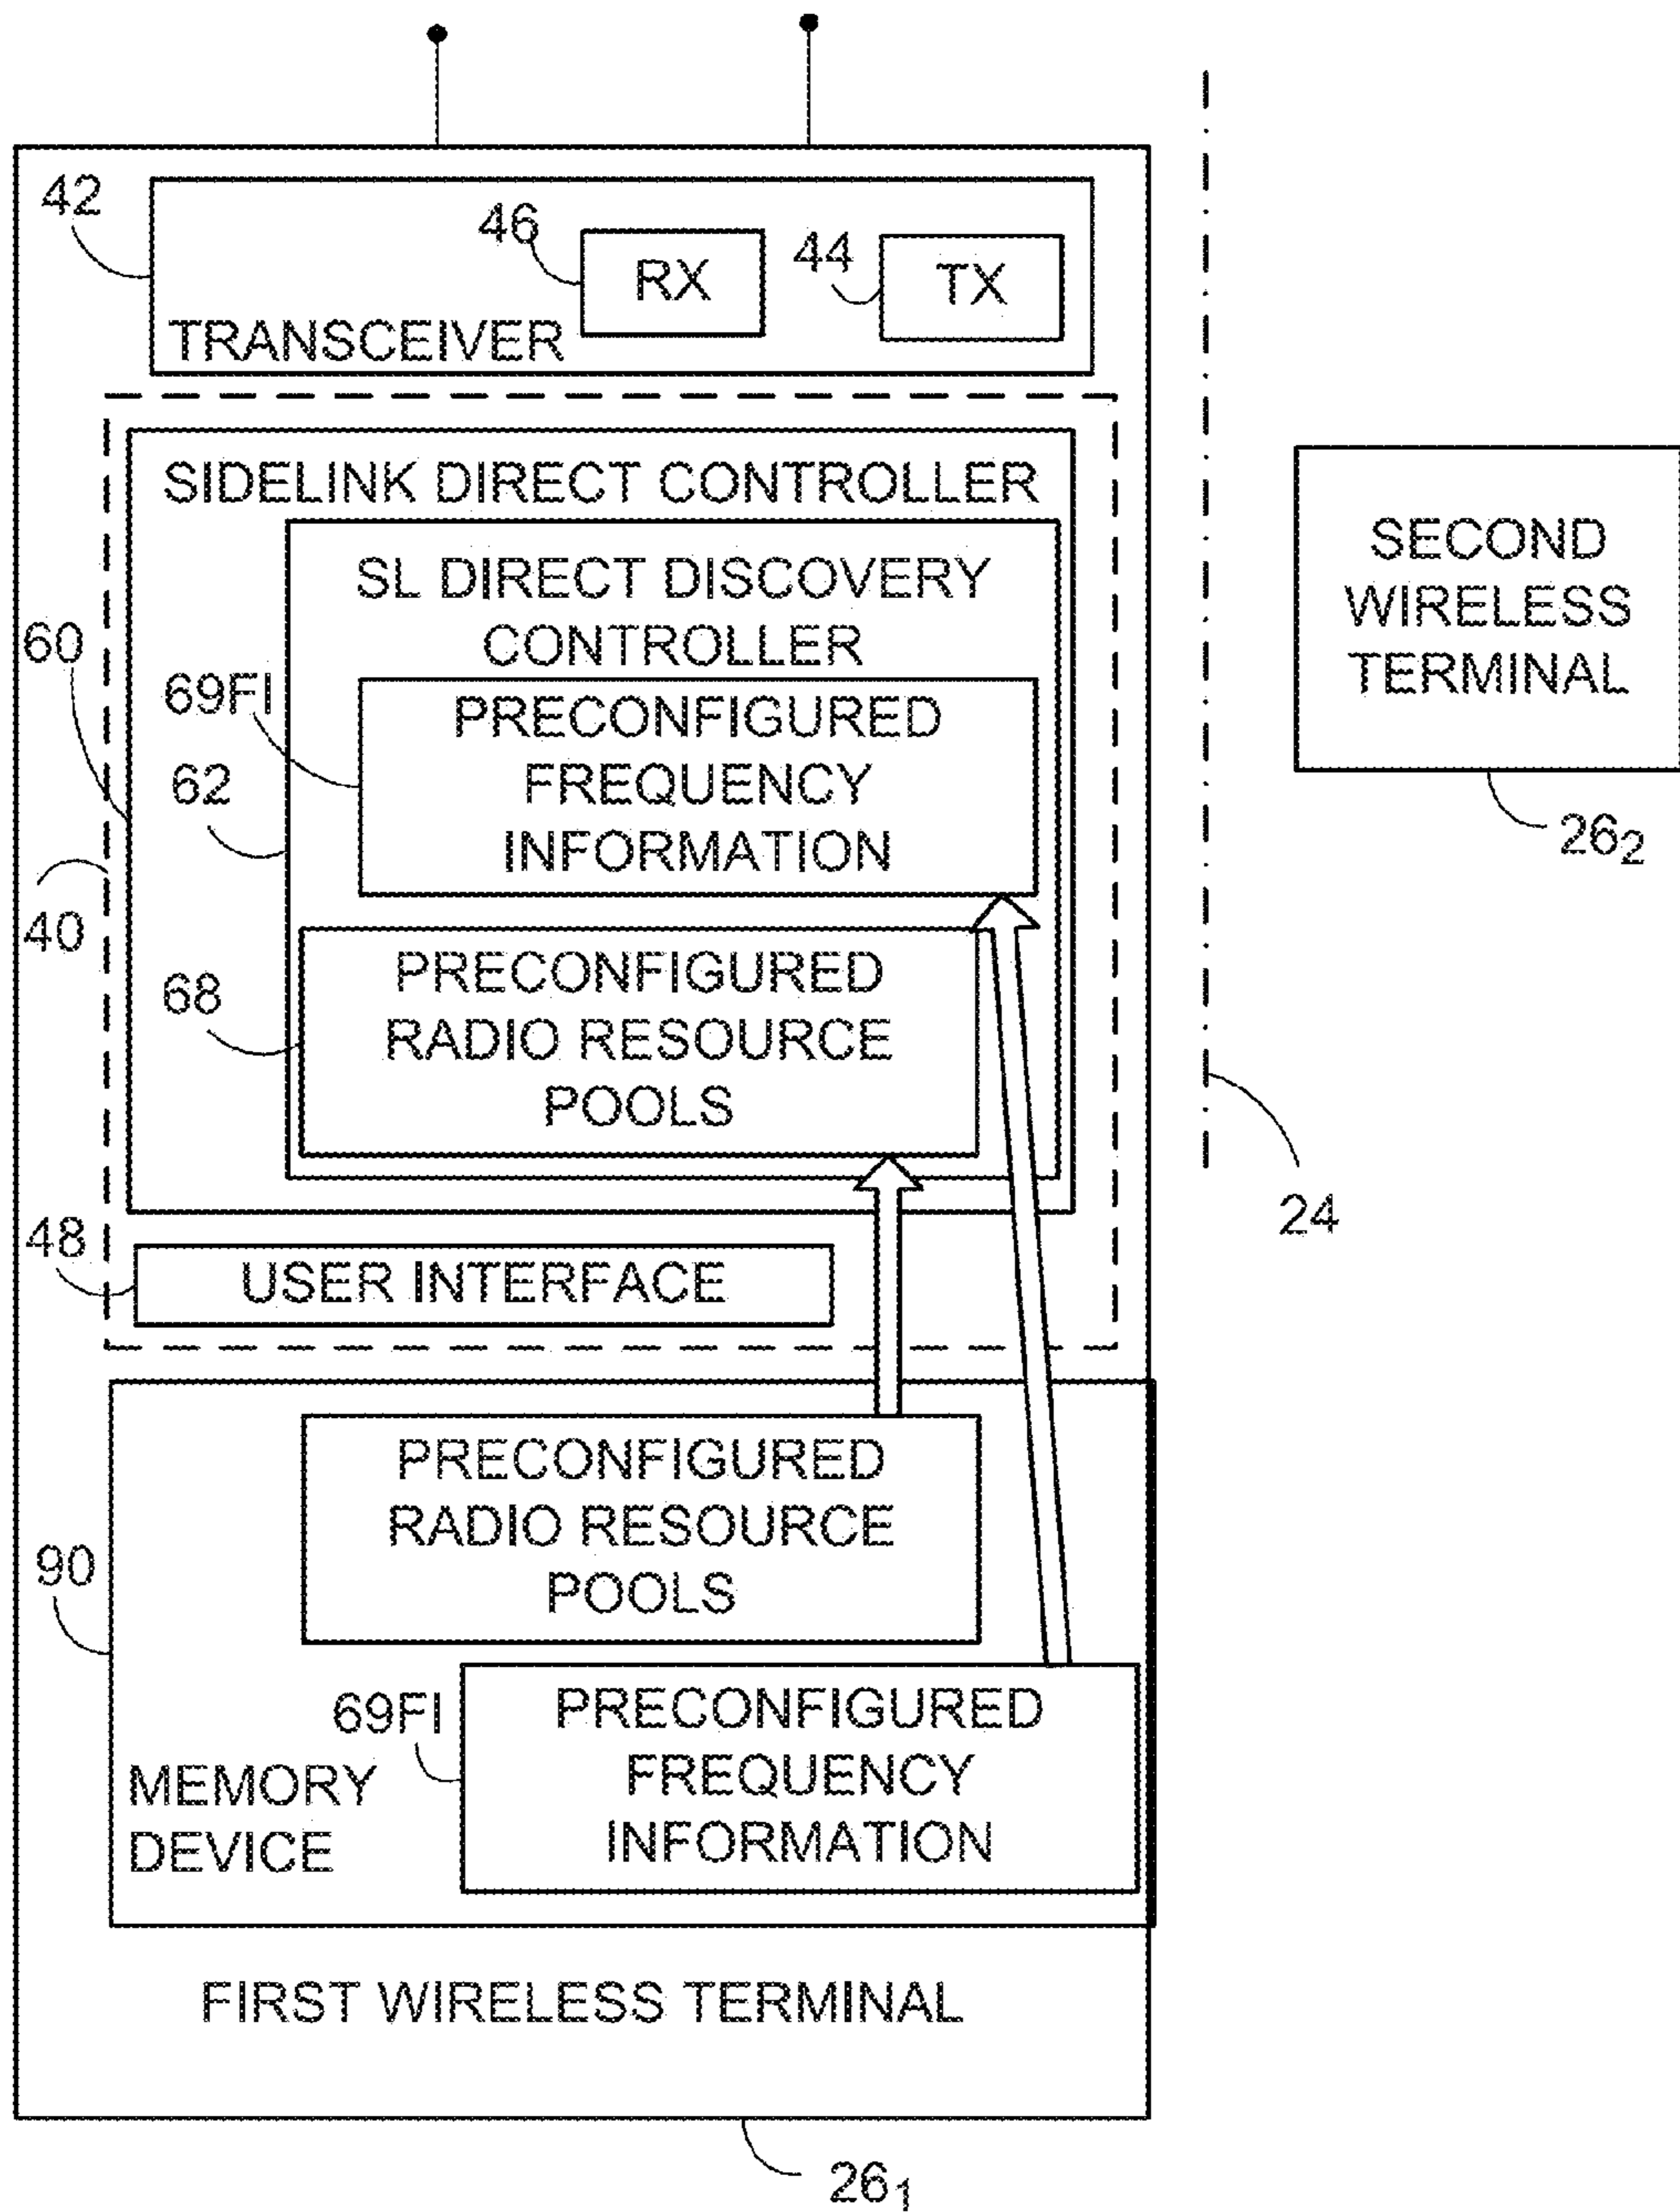 42
46
RX
44
TX
TRANSCEIVER
SIDELINK DIRECT CONTROLLER
SL DIRECT DISCOVERY
CONTROLLER
60
69FI
PRECONFIGURED
FREQUENCY
INFORMATION
62
40
68
PRECONFIGURED
RADIO RESOURCE
POOLS
SECOND
WIRELESS
TERMINAL
26₂
24
48
USER INTERFACE
PRECONFIGURED
RADIO RESOURCE
POOLS
90
69FI
PRECONFIGURED
FREQUENCY
INFORMATION
MEMORY
DEVICE
FIRST WIRELESS TERMINAL
26₁